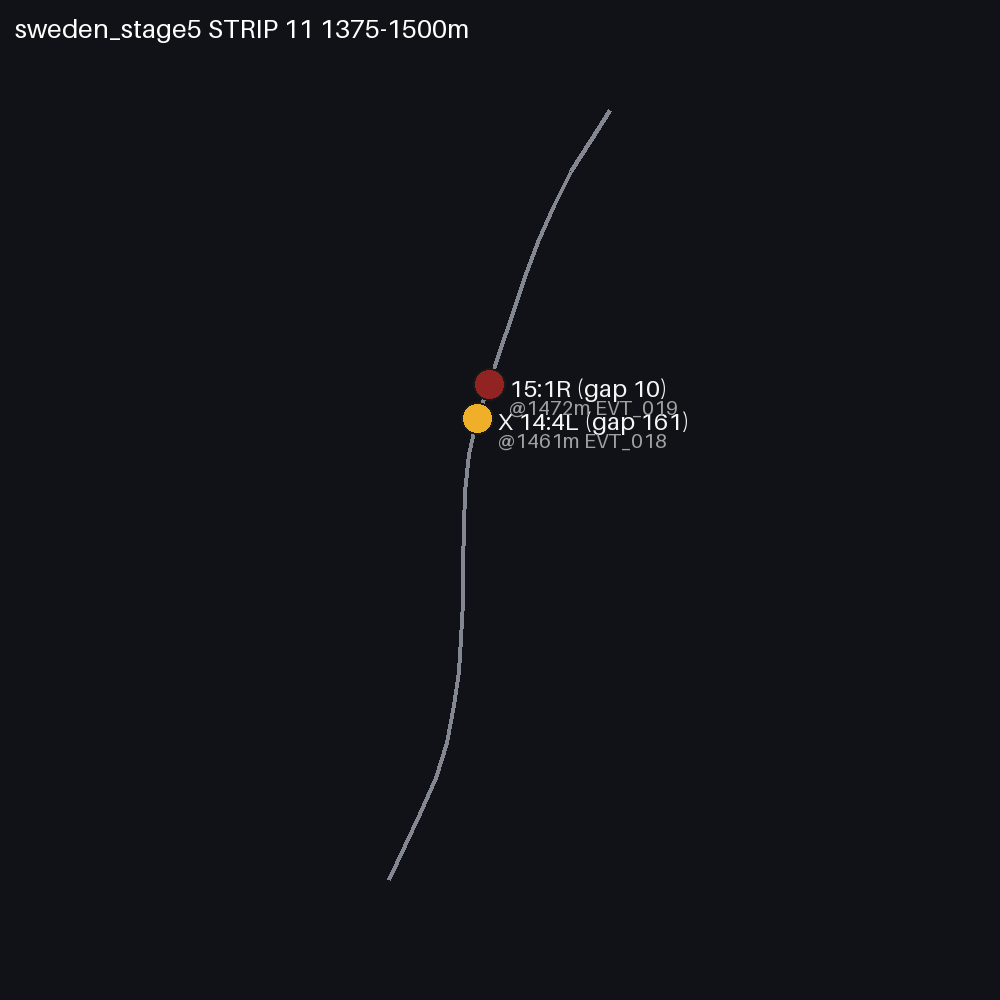 sweden_stage5 STRIP 11 1375-1500m
15:1R (gap 10)
@1472m EVT_019
X 14:4L (gap 161)
@1461m EVT_018